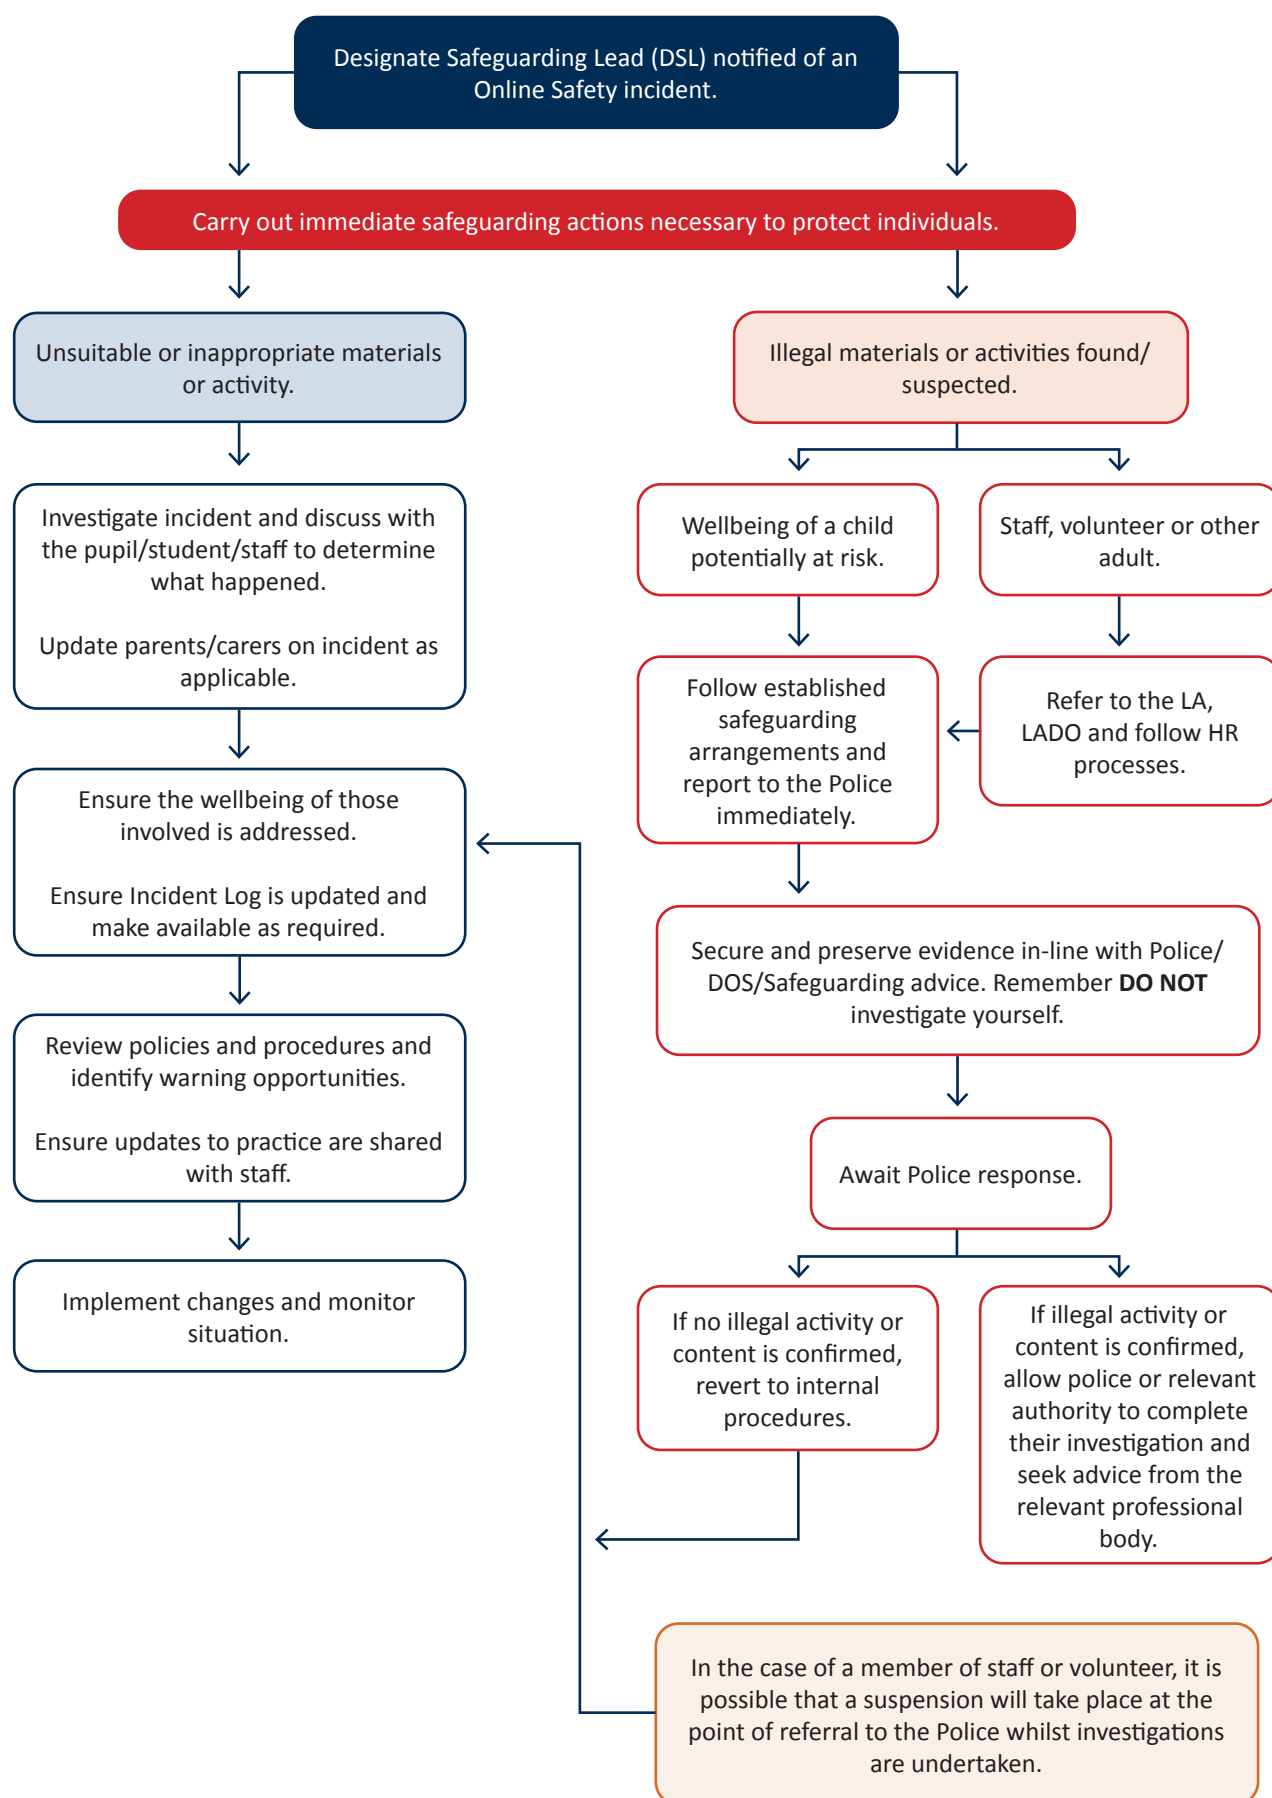 Designate Safeguarding Lead (DSL) notified of an
Online Safety incident.
Carry out immediate safeguarding actions necessary to protect individuals.
Unsuitable or inappropriate materials
or activity.
Investigate incident and discuss with
the pupil/student/staff to determine
what happened.
Update parents/carers on incident as
applicable.
Ensure the wellbeing of those
involved is addressed.
Ensure Incident Log is updated and
make available as required.
Review policies and procedures and
identify warning opportunities.
Ensure updates to practice are shared
with staff.
Implement changes and monitor
situation.
Illegal materials or activities found/
suspected.
Wellbeing of a child
potentially at risk.
Staff, volunteer or other
adult.
Follow established
safeguarding
arrangements and
report to the Police
immediately.
Refer to the LA,
LADO and follow HR
processes.
Secure and preserve evidence in-line with Police/
DOS/Safeguarding advice. Remember DO NOT
investigate yourself.
Await Police response.
If no illegal activity or
content is confirmed,
revert to internal
procedures.
If illegal activity or
content is confirmed,
allow police or relevant
authority to complete
their investigation and
seek advice from the
relevant professional
body.
In the case of a member of staff or volunteer, it is
possible that a suspension will take place at the
point of referral to the Police whilst investigations
are undertaken.